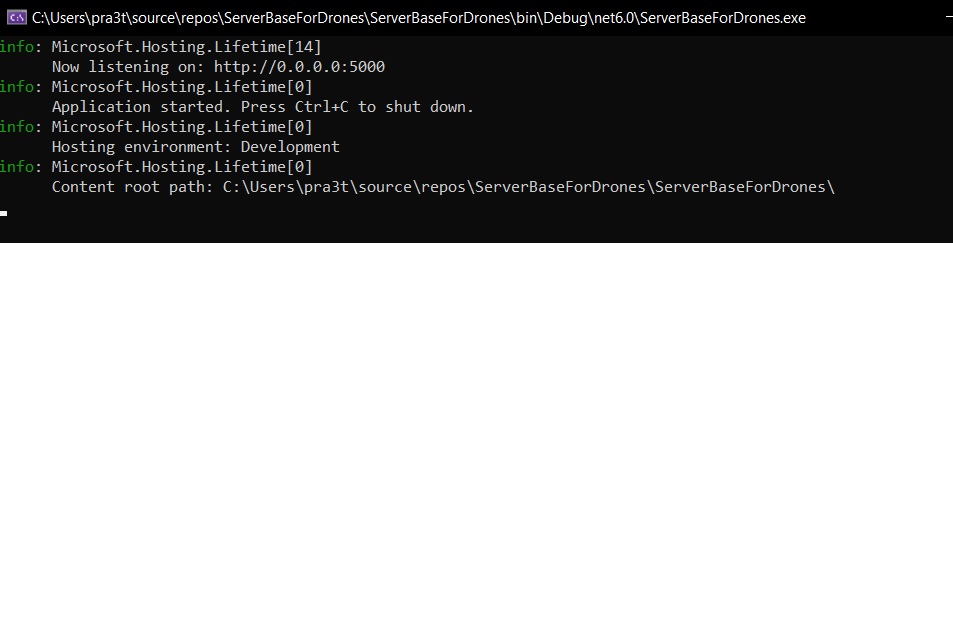 C:\Users\pra3t\source\repos\ServerBaseForDrones\ServerBaseForDrones\bin\Debug\net6.0\ServerBaseForDrones.exe
info: Microsoft.Hosting.Lifetime[14]
Now listening on: http://0.0.0.0:5000
info: Microsoft.Hosting.Lifetime[0]
Application started. Press Ctrl+C to shut down.
info: Microsoft.Hosting.Lifetime[0]
Hosting environment: Development
info: Microsoft.Hosting.Lifetime[0]
Content root path: C:\Users\pra3t\source\repos\ServerBaseForDrones\ServerBaseForDrones\